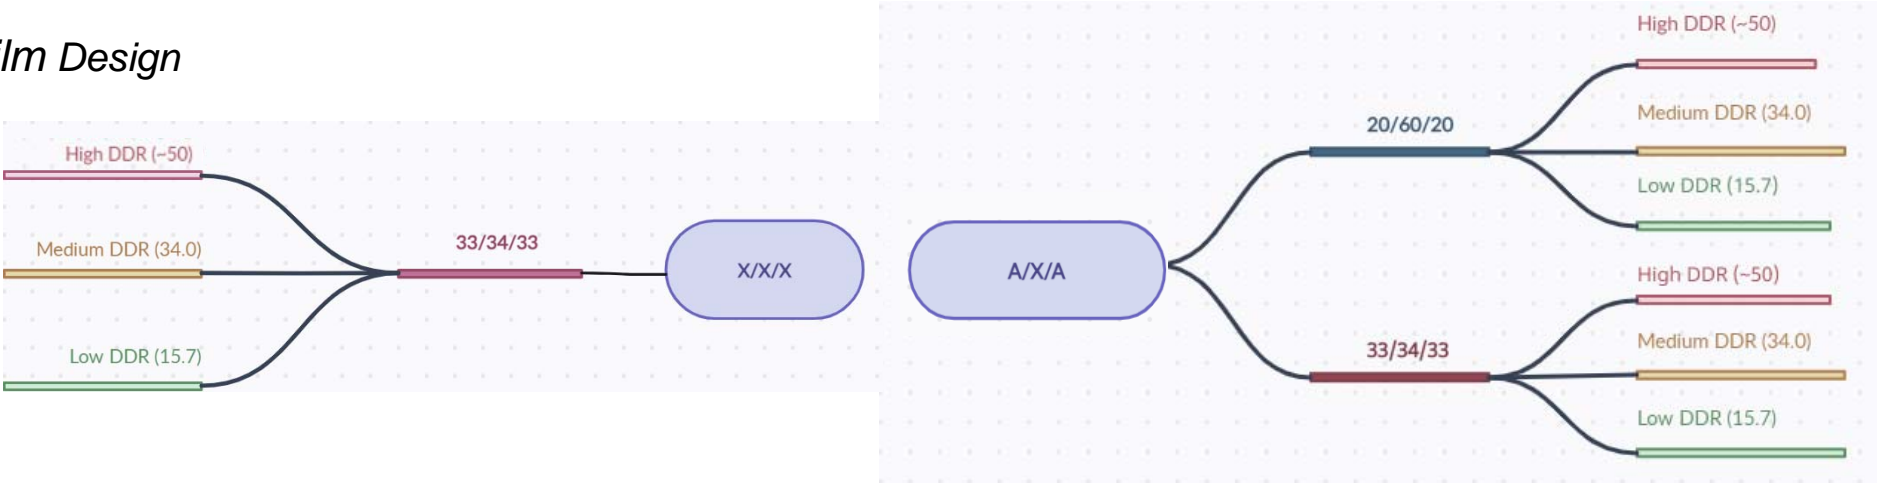 ilm Design
High DDR (~50)
Medium DDR (34.0)
Low DDR (15.7)
33/34/33
X/X/X
A/X/A
20/60/20
High DDR (~50)
Medium DDR (34.0)
Low DDR (15.7)
33/34/33
High DDR (~50)
Medium DDR (34.0)
Low DDR (15.7)